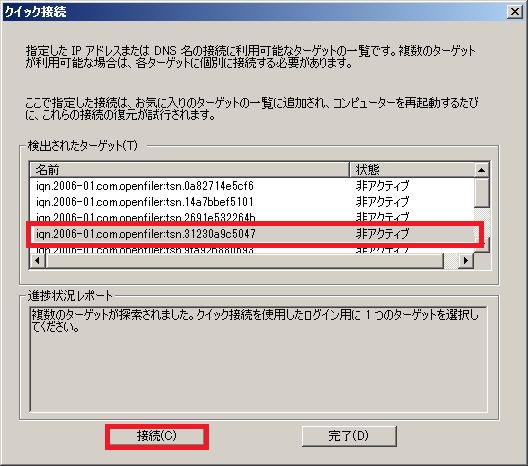 クイック接続
指定した IP アドレスまたは DNS 名の接続に利用可能なターゲットの一覧です。複数のターゲット
が利用可能な場合は、各ターゲットに個別に接続する必要があります。
ここで指定した接続は、お気に入りのターゲットの一覧に追加され、コンピューターを再起動するたび
に、これらの接続の復元が試行されます。
検出されたターゲット(T)
名前 状態
iqn.2006-01.com.openfiler:tsn.0a82714e5cf6 非アクティブ
iqn.2006-01.com.openfiler:tsn.14a7bbef5101 非アクティブ
iqn.2006-01.com.openfiler:tsn.2691e532264b 非アクティブ
iqn.2006-01.com.openfiler:tsn.31230a9c5047 非アクティブ
iqn.2006-01.com.openfiler:tsn.9fa92b880b93 非アクティブ
進捗状況レポート
複数のターゲットが探索されました。クイック接続を使用したログイン用に 1 つのターゲットを選択し
てください。
接続(C) 完了(D)